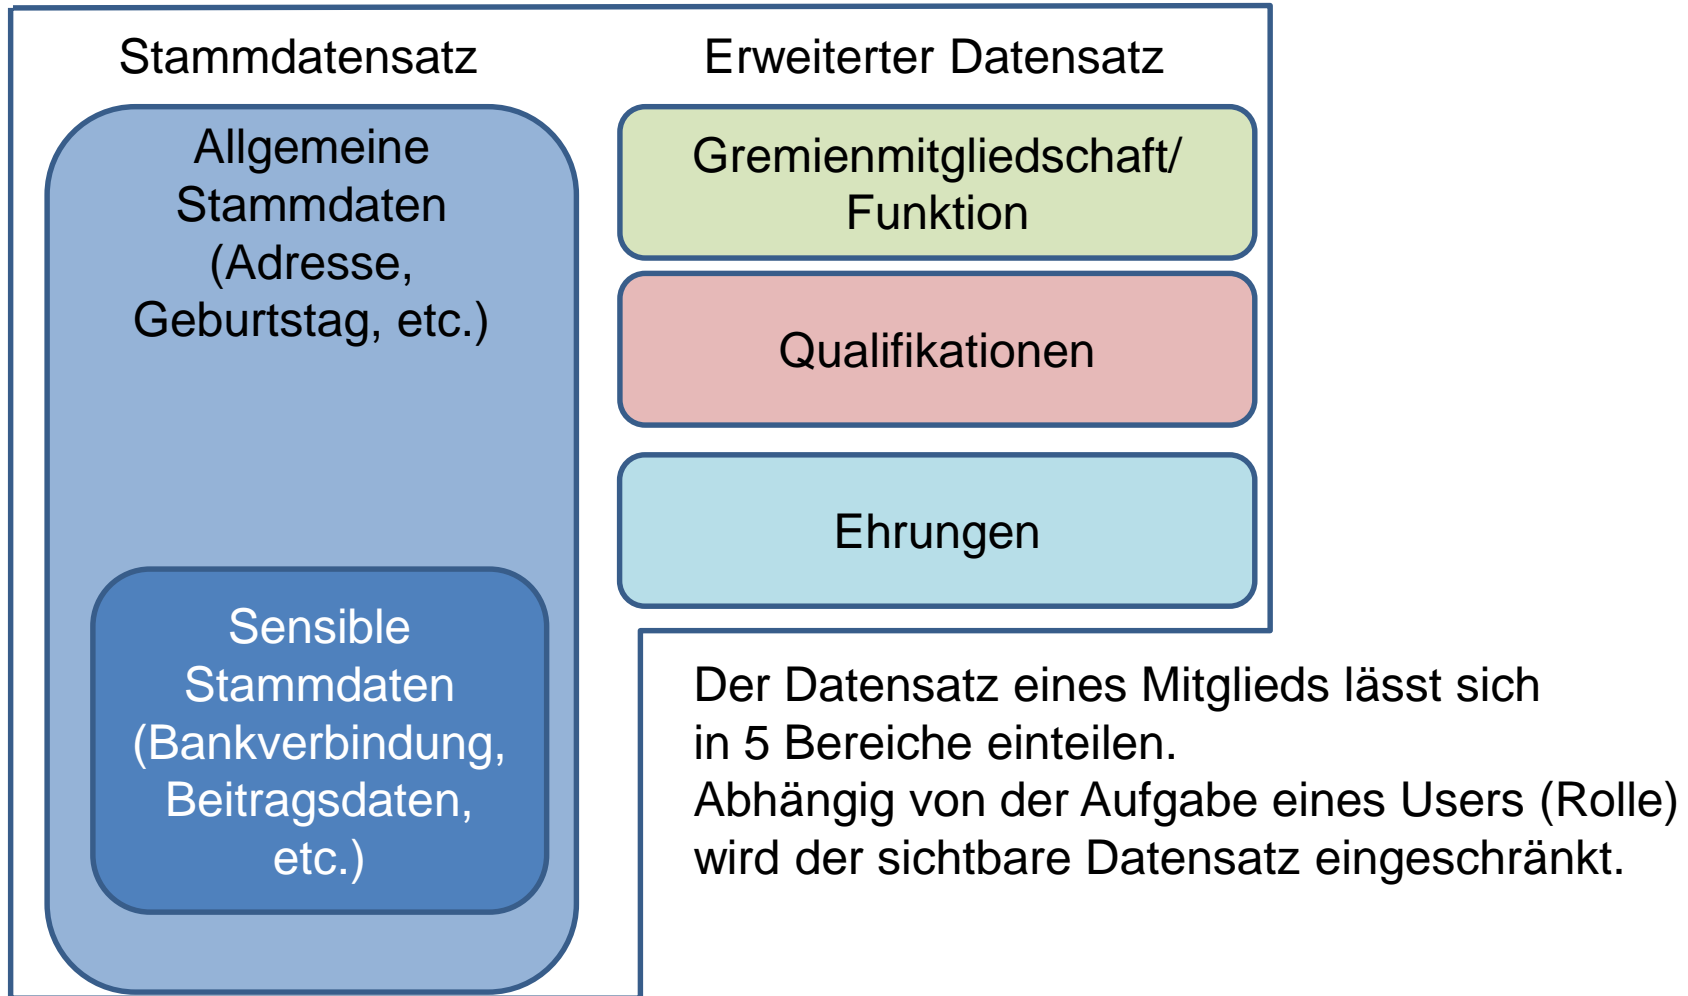 Stammdatensatz
Allgemeine
Stammdaten
(Adresse,
Geburtstag, etc.)
Sensible
Stammdaten
(Bankverbindung,
Beitragsdaten,
etc.)
Erweiterter Datensatz
Gremienmitgliedschaft/
Funktion
Qualifikationen
Ehrungen
Der Datensatz eines Mitglieds lässt sich
in 5 Bereiche einteilen.
Abhängig von der Aufgabe eines Users (Rolle)
wird der sichtbare Datensatz eingeschränkt.